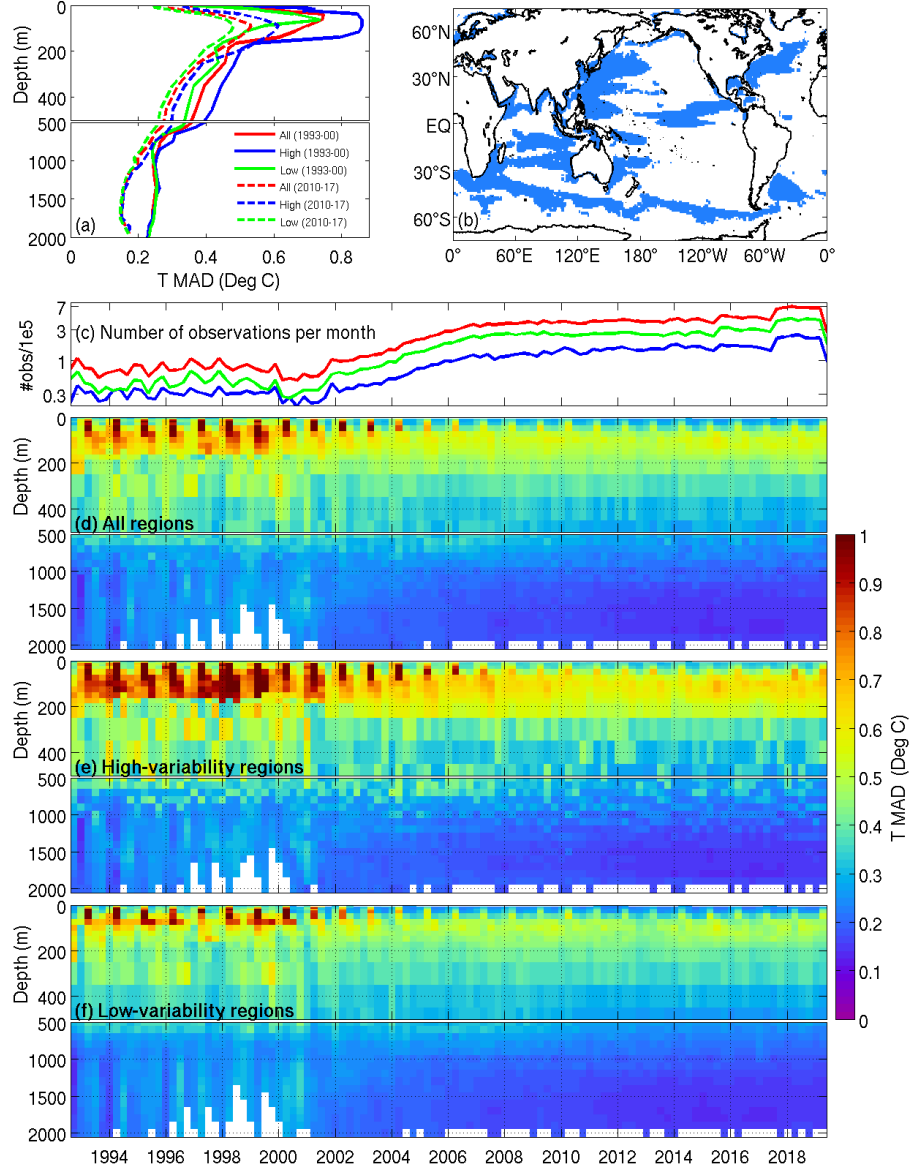 0
100
200
300
400
500
Depth (m)
500
1000
1500
2000
(a)
All (1993-00)
High (1993-00)
Low (1993-00)
All (2010-17)
High (2010-17)
Low (2010-17)
0 0.2 0.4 0.6 0.8
T MAD (Deg C)
60°N
30°N
EQ
30°S
60°S
(b)
0° 60°E 120°E 180° 120°W 60°W 0°
7
3
1
0.3
#obs/1e5
(c) Number of observations per month
0
200
400
Depth (m)
(d) All regions
500
1000
1500
2000
0
200
400
Depth (m)
(e) High-variability regions
500
1000
1500
2000
0
200
400
Depth (m)
(f) Low-variability regions
500
1000
1500
2000
1994 1996 1998 2000 2002 2004 2006 2008 2010 2012 2014 2016 2018
1
0.9
0.8
0.7
0.6
0.5
0.4
0.3
0.2
0.1
0
T MAD (Deg C)